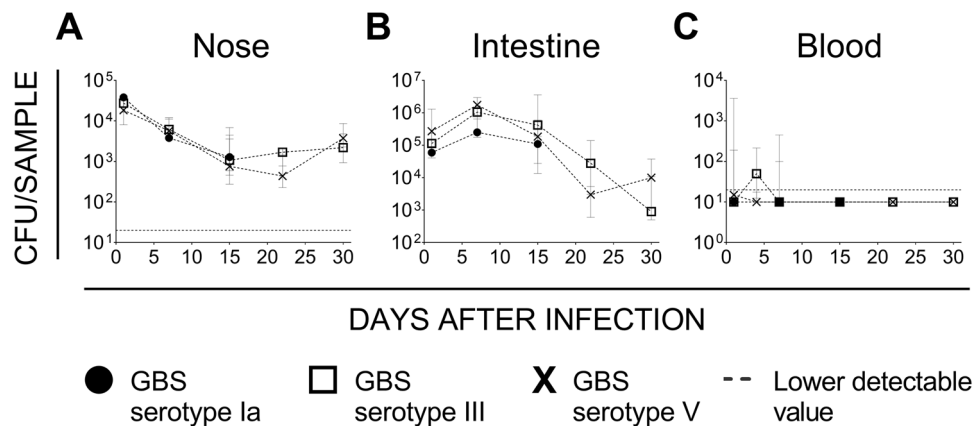 A
Nose
B
Intestine
C
Blood
CFU/SAMPLE
10^5
10^4
10^3
10^2
10^1
0 5 10 15 20 25 30
10^7
10^6
10^5
10^4
10^3
10^2
0 5 10 15 20 25 30
10^4
10^3
10^2
10^1
10^0
0 5 10 15 20 25 30
DAYS AFTER INFECTION
GBS
serotype Ia
GBS
serotype III
X GBS
serotype V
Lower detectable
value